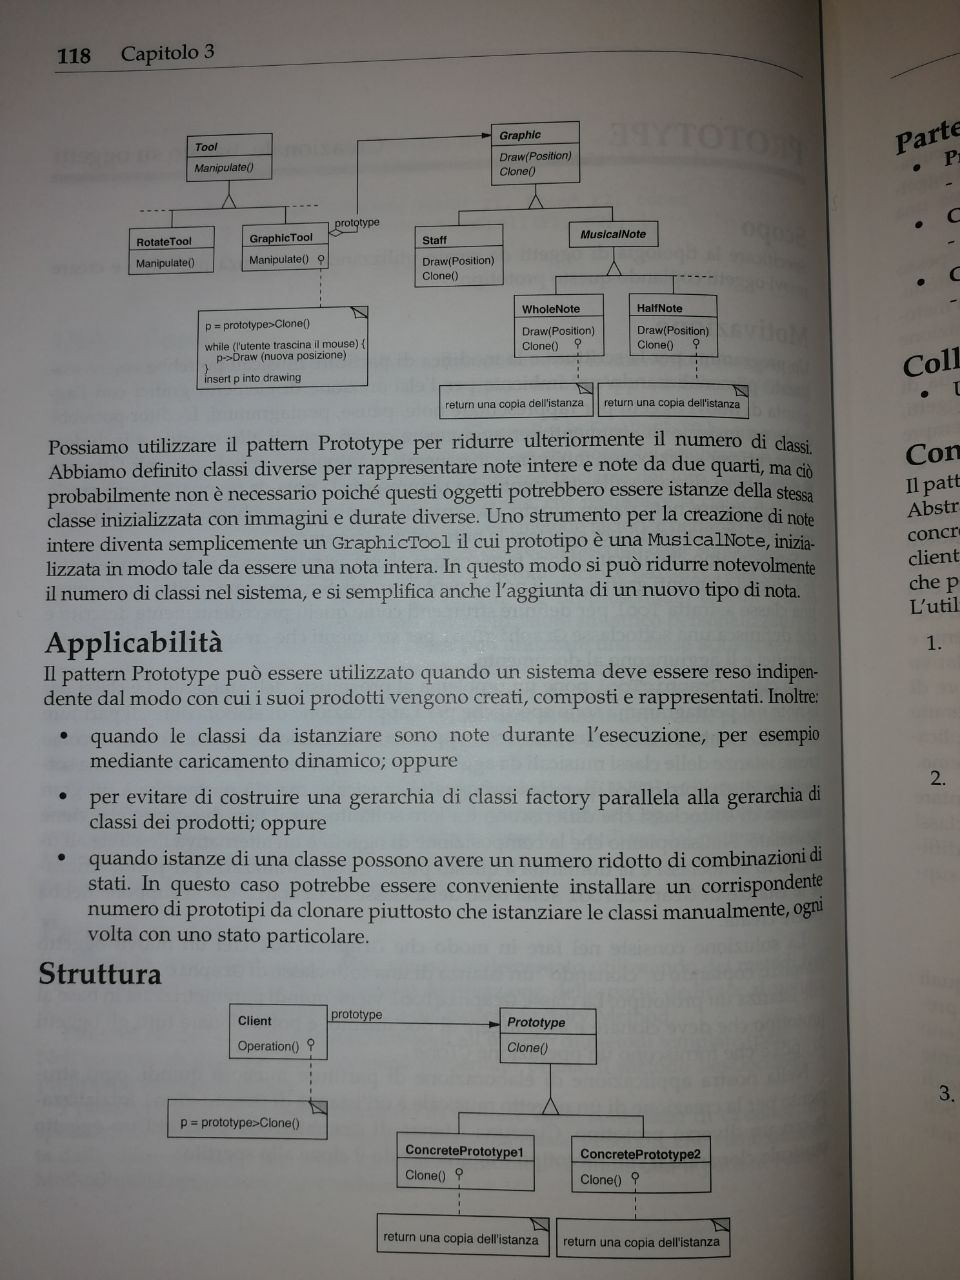 118 Capitolo 3
Tool
Manipulate()
Graphic
Draw(Position)
Clone()
prototype
RotateTool
Manipulate()
GraphicTool
Manipulate()
Staff
Draw(Position)
Clone()
MusicalNote
WholeNote
Draw(Position)
Clone()
HalfNote
Draw(Position)
Clone()
p = prototype>Clone()
while (l'utente trascina il mouse) {
p->Draw (nuova posizione)
}
insert p into drawing
return una copia dell'istanza
return una copia dell'istanza
Possiamo utilizzare il pattern Prototype per ridurre ulteriormente il numero di classi.
Abbiamo definito classi diverse per rappresentare note intere e note da due quarti, ma ciò
probabilmente non è necessario poiché questi oggetti potrebbero essere istanze della stessa
classe inizializzata con immagini e durate diverse. Uno strumento per la creazione di note
intere diventa semplicemente un GraphicTool il cui prototipo è una MusicalNote, inizia-
lizzata in modo tale da essere una nota intera. In questo modo si può ridurre notevolmente
il numero di classi nel sistema, e si semplifica anche l'aggiunta di un nuovo tipo di nota.
Applicabilità
Il pattern Prototype può essere utilizzato quando un sistema deve essere reso indipen-
dente dal modo con cui i suoi prodotti vengono creati, composti e rappresentati. Inoltre:
• quando le classi da istanziare sono note durante l'esecuzione, per esempio
mediante caricamento dinamico; oppure
• per evitare di costruire una gerarchia di classi factory parallela alla gerarchia di
classi dei prodotti; oppure
• quando istanze di una classe possono avere un numero ridotto di combinazioni di
stati. In questo caso potrebbe essere conveniente installare un corrispondente
numero di prototipi da clonare piuttosto che istanziare le classi manualmente, ogni
volta con uno stato particolare.
Struttura
Client
Operation()
prototype
Prototype
Clone()
p = prototype>Clone()
ConcretePrototype1
Clone()
ConcretePrototype2
Clone()
return una copia dell'istanza
return una copia dell'istanza
Il patt
Abstr
concr
client
che p
L'util
1.
2.
3.